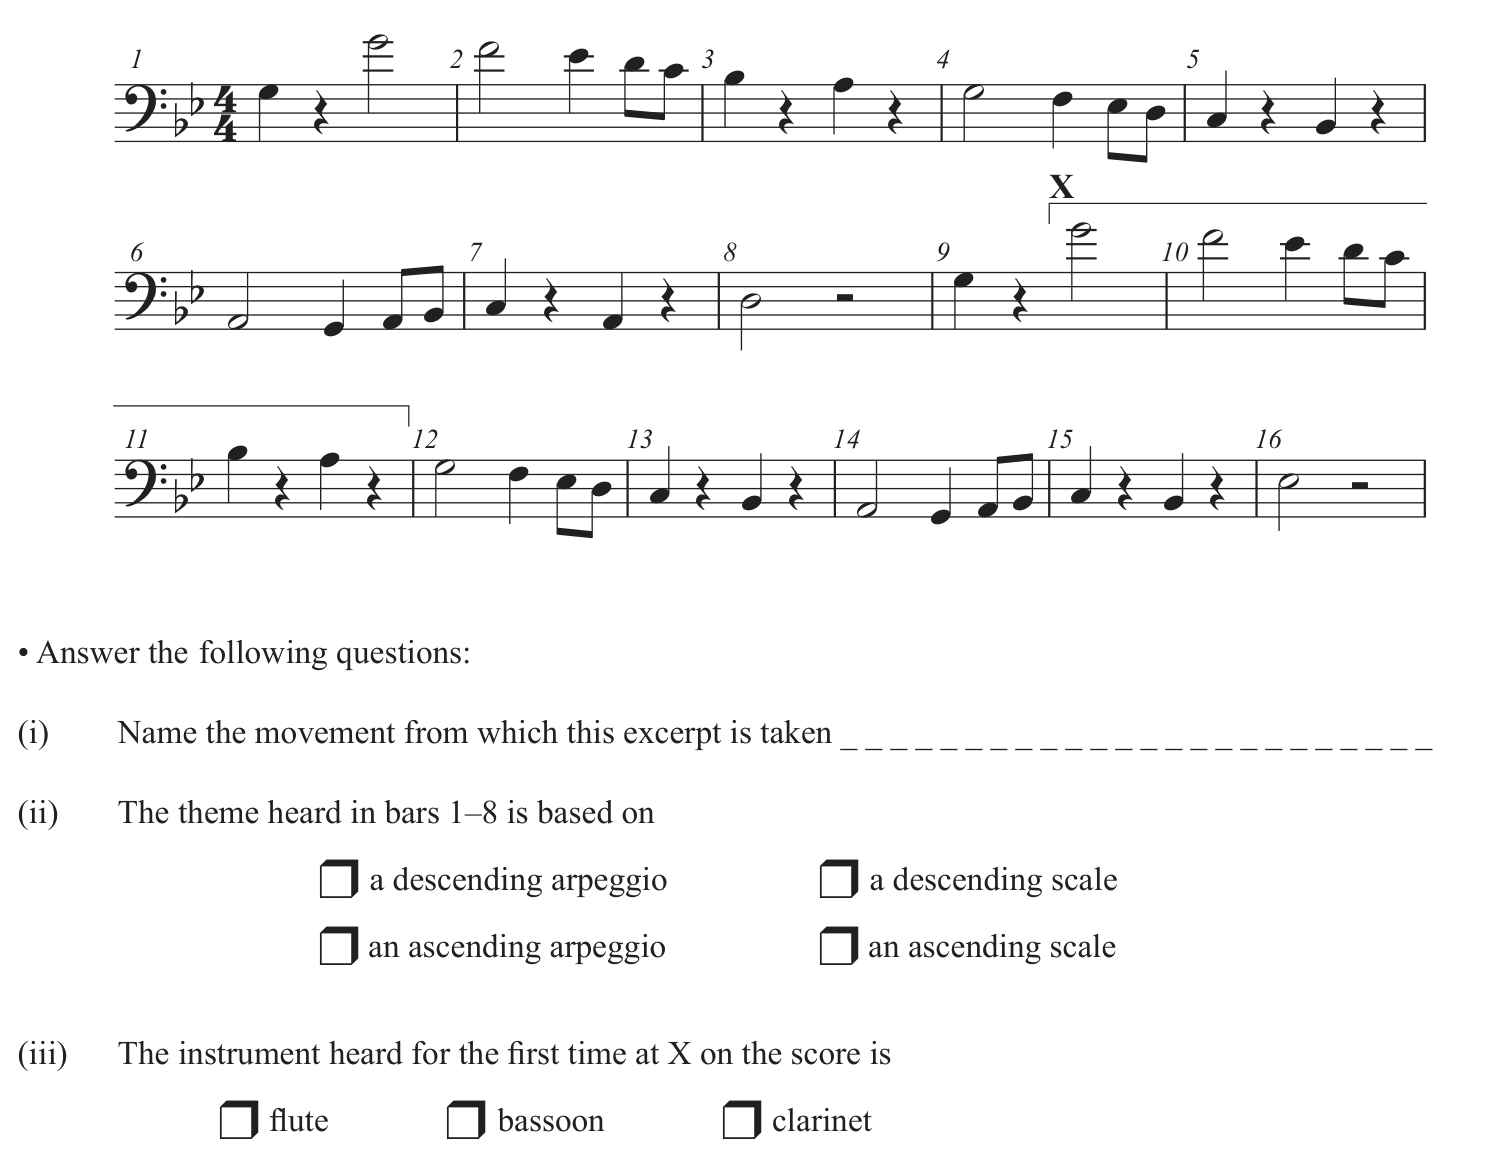 1 2 3 4 5
4
4
X
6 7 8 9 10
11 12 13 14 15 16
• Answer the following questions:
(i) Name the movement from which this excerpt is taken _ _ _ _ _ _ _ _ _ _ _ _ _ _ _ _ _ _ _ _ _ _ _ _
(ii) The theme heard in bars 1–8 is based on
a descending arpeggio a descending scale
an ascending arpeggio an ascending scale
(iii) The instrument heard for the first time at X on the score is
flute bassoon clarinet